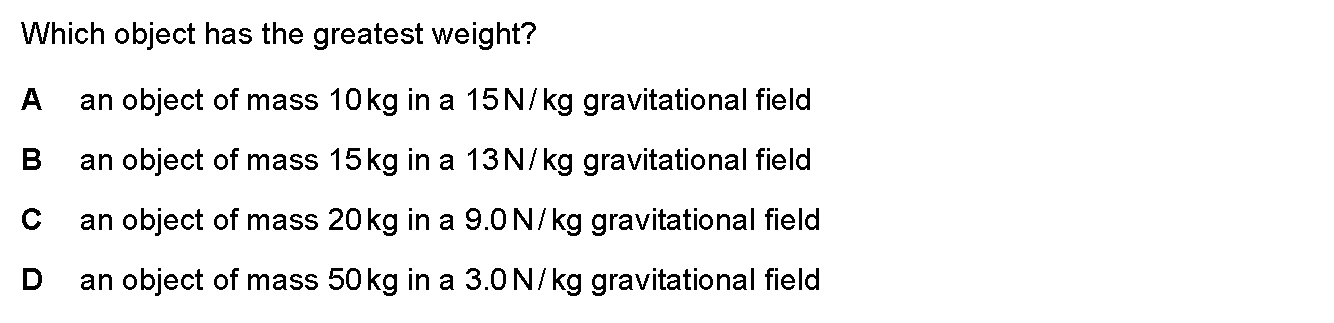 Which object has the greatest weight?
A an object of mass 10 kg in a 15 N / kg gravitational field
B an object of mass 15 kg in a 13 N / kg gravitational field
C an object of mass 20 kg in a 9.0 N / kg gravitational field
D an object of mass 50 kg in a 3.0 N / kg gravitational field